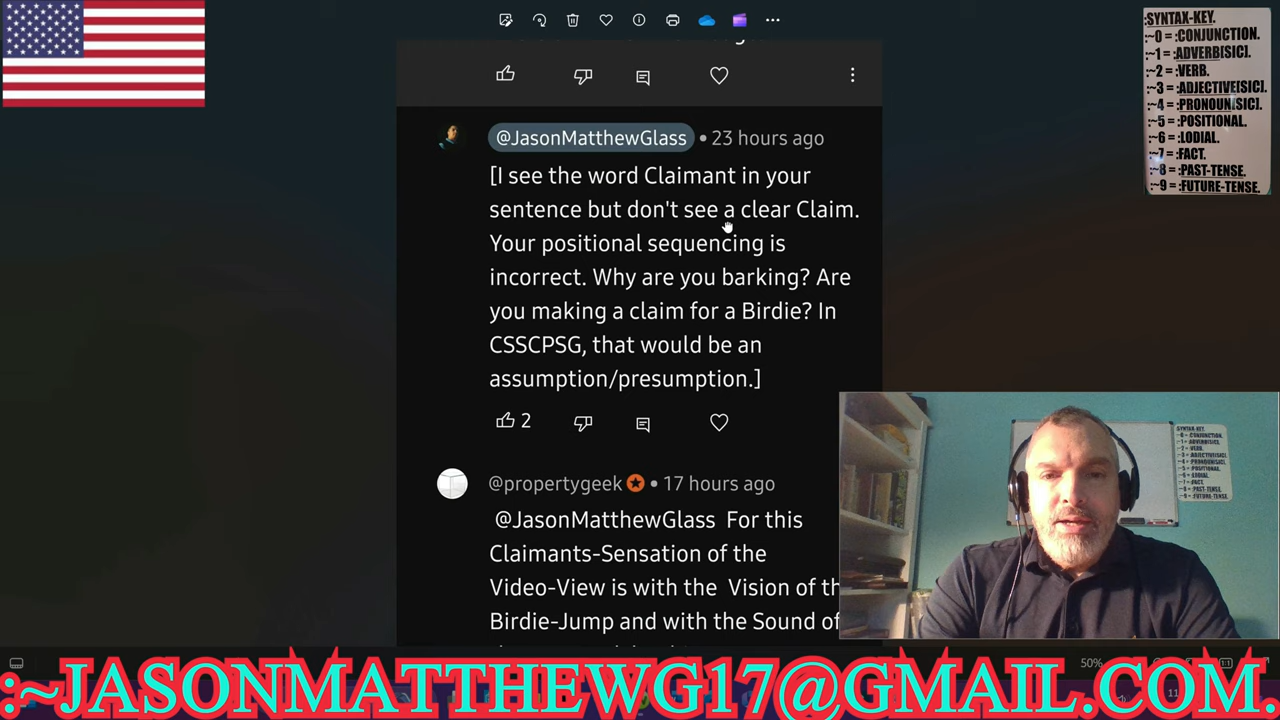 :SYNTAX-KEY.
:~0 = :CONJUNCTION.
:~1 = :ADVERB[SIC].
:~2 = :VERB.
:~3 = :ADJECTIVE[SIC].
:~4 = :PRONOUN[SIC].
:~5 = :POSITIONAL.
:~6 = :LODIAL.
:~7 = :FACT.
:~8 = :PAST-TENSE.
:~9 = :FUTURE-TENSE.
@JasonMatthewGlass • 23 hours ago
[I see the word Claimant in your
sentence but don't see a clear Claim.
Your positional sequencing is
incorrect. Why are you barking? Are
you making a claim for a Birdie? In
CSSCPSG, that would be an
assumption/presumption.]
2
@propertygeek • 17 hours ago
@JasonMatthewGlass For this
Claimants-Sensation of the
Video-View is with the Vision of th
Birdie-Jump and with the Sound of
SYNTAX-KEY.
50%
:~JASONMATTHEWG17@GMAIL.COM.